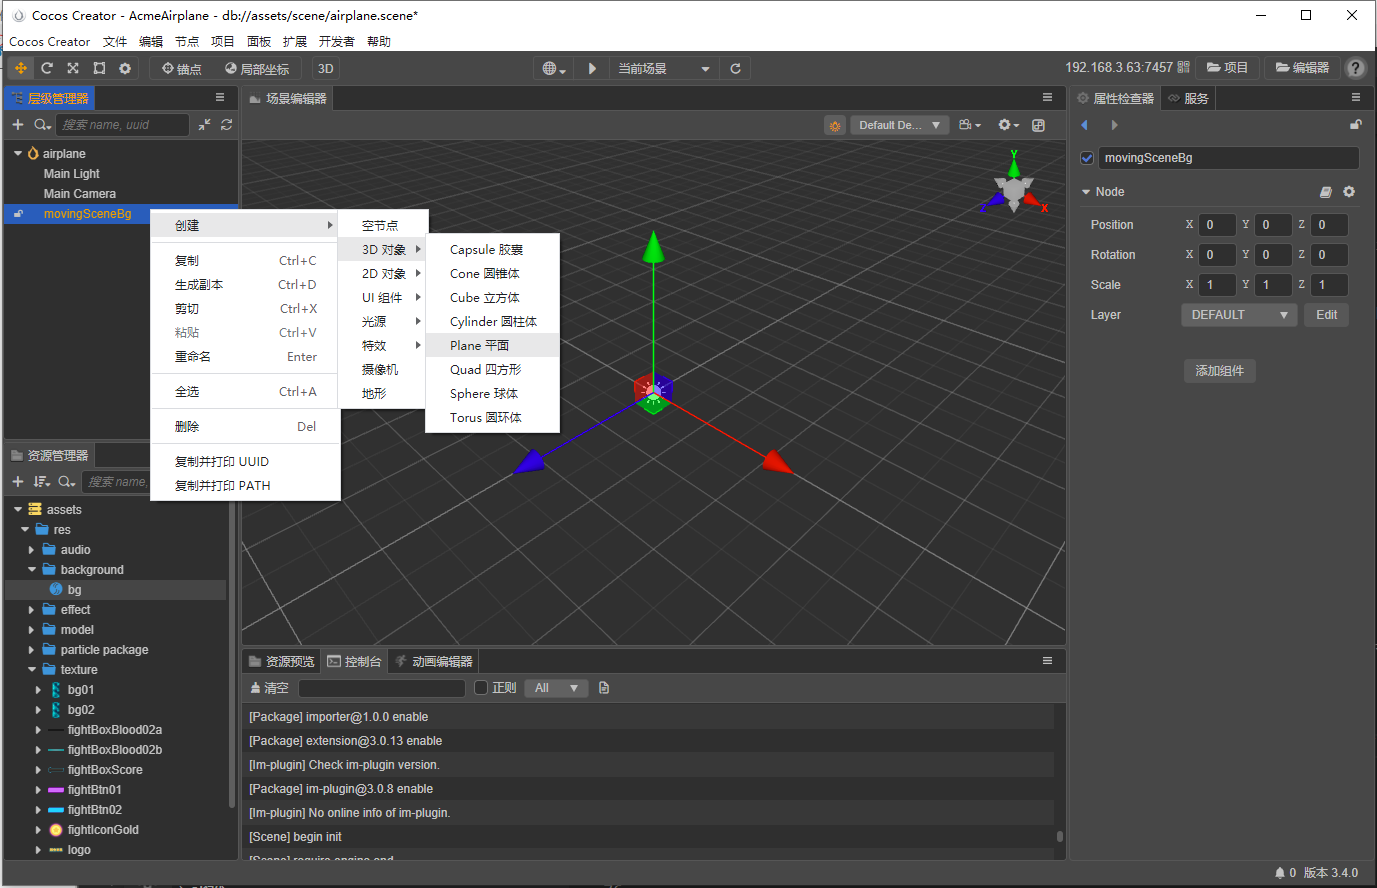 Cocos Creator - AcmeAirplane - db://assets/scene/airplane.scene*
Cocos Creator 文件 编辑 节点 项目 面板 扩展 开发者 帮助
锚点 局部坐标 3D 当前场景 192.168.3.63:7457 项目 编辑器 ?
层级管理器
搜索 name, uuid
airplane
Main Light
Main Camera
movingSceneBg
创建
复制 Ctrl+C
生成副本 Ctrl+D
剪切 Ctrl+X
粘贴 Ctrl+V
重命名 Enter
全选 Ctrl+A
删除 Del
复制并打印 UUID
复制并打印 PATH
空节点
3D 对象
2D 对象
UI 组件
光源
特效
摄像机
地形
Capsule 胶囊
Cone 圆锥体
Cube 立方体
Cylinder 圆柱体
Plane 平面
Quad 四方形
Sphere 球体
Torus 圆环体
资源管理器
搜索 name,
assets
res
audio
background
bg
effect
model
particle package
texture
bg01
bg02
fightBoxBlood02a
fightBoxBlood02b
fightBoxScore
fightBtn01
fightBtn02
fightIconGold
logo
场景编辑器
Default De...
Y
Z
X
资源预览 控制台 动画编辑器
清空 正则 All
[Package] importer@1.0.0 enable
[Package] extension@3.0.13 enable
[Im-plugin] Check im-plugin version.
[Package] im-plugin@3.0.8 enable
[Im-plugin] No online info of im-plugin.
[Scene] begin init
[Scene] require engine end
属性检查器 服务
movingSceneBg
Node
Position X 0 Y 0 Z 0
Rotation X 0 Y 0 Z 0
Scale X 1 Y 1 Z 1
Layer DEFAULT Edit
添加组件
0 版本 3.4.0